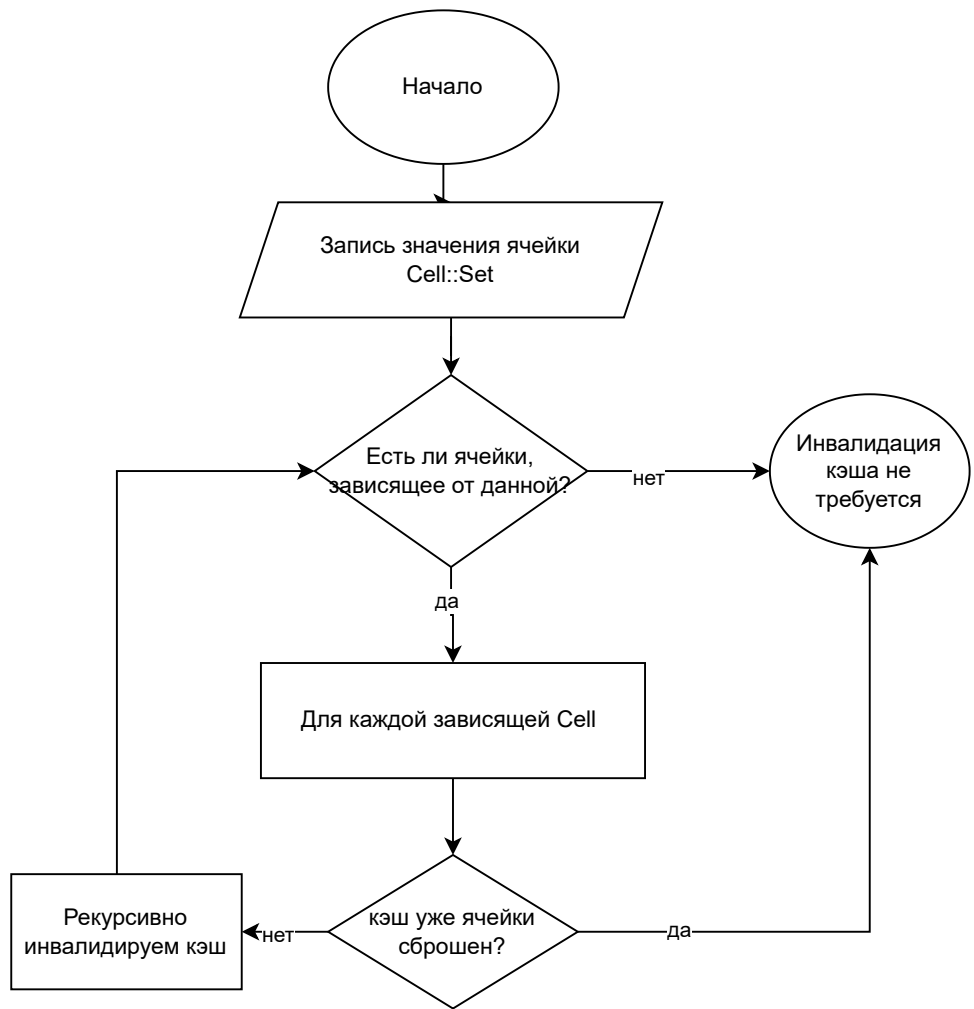 Начало
Запись значения ячейки
Cell::Set
Есть ли ячейки,
зависящее от данной?
нет
Инвалидация
кэша не
требуется
да
Для каждой зависящей Cell
кэш уже ячейки
сброшен?
нет
да
Рекурсивно
инвалидируем кэш